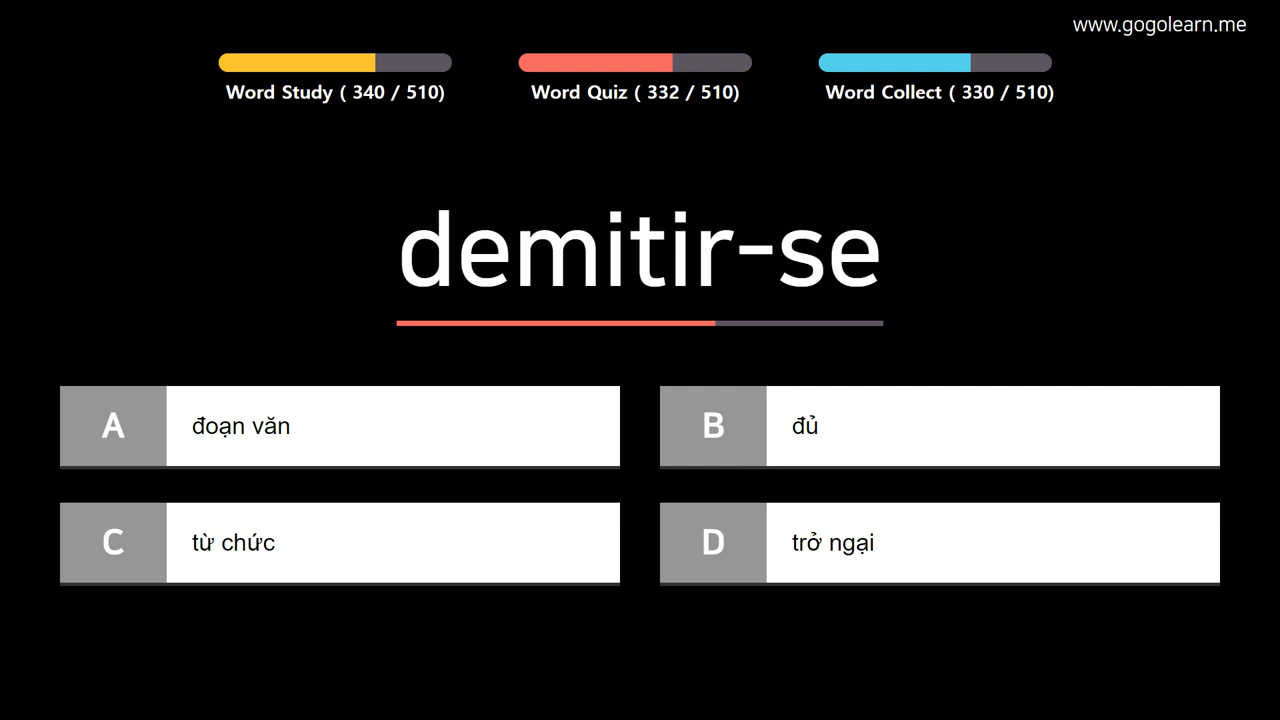 www.gogolearn.me
Word Study ( 340 / 510)
Word Quiz ( 332 / 510)
Word Collect ( 330 / 510)
demitir-se
A đoạn văn
B đủ
C từ chức
D trở ngại